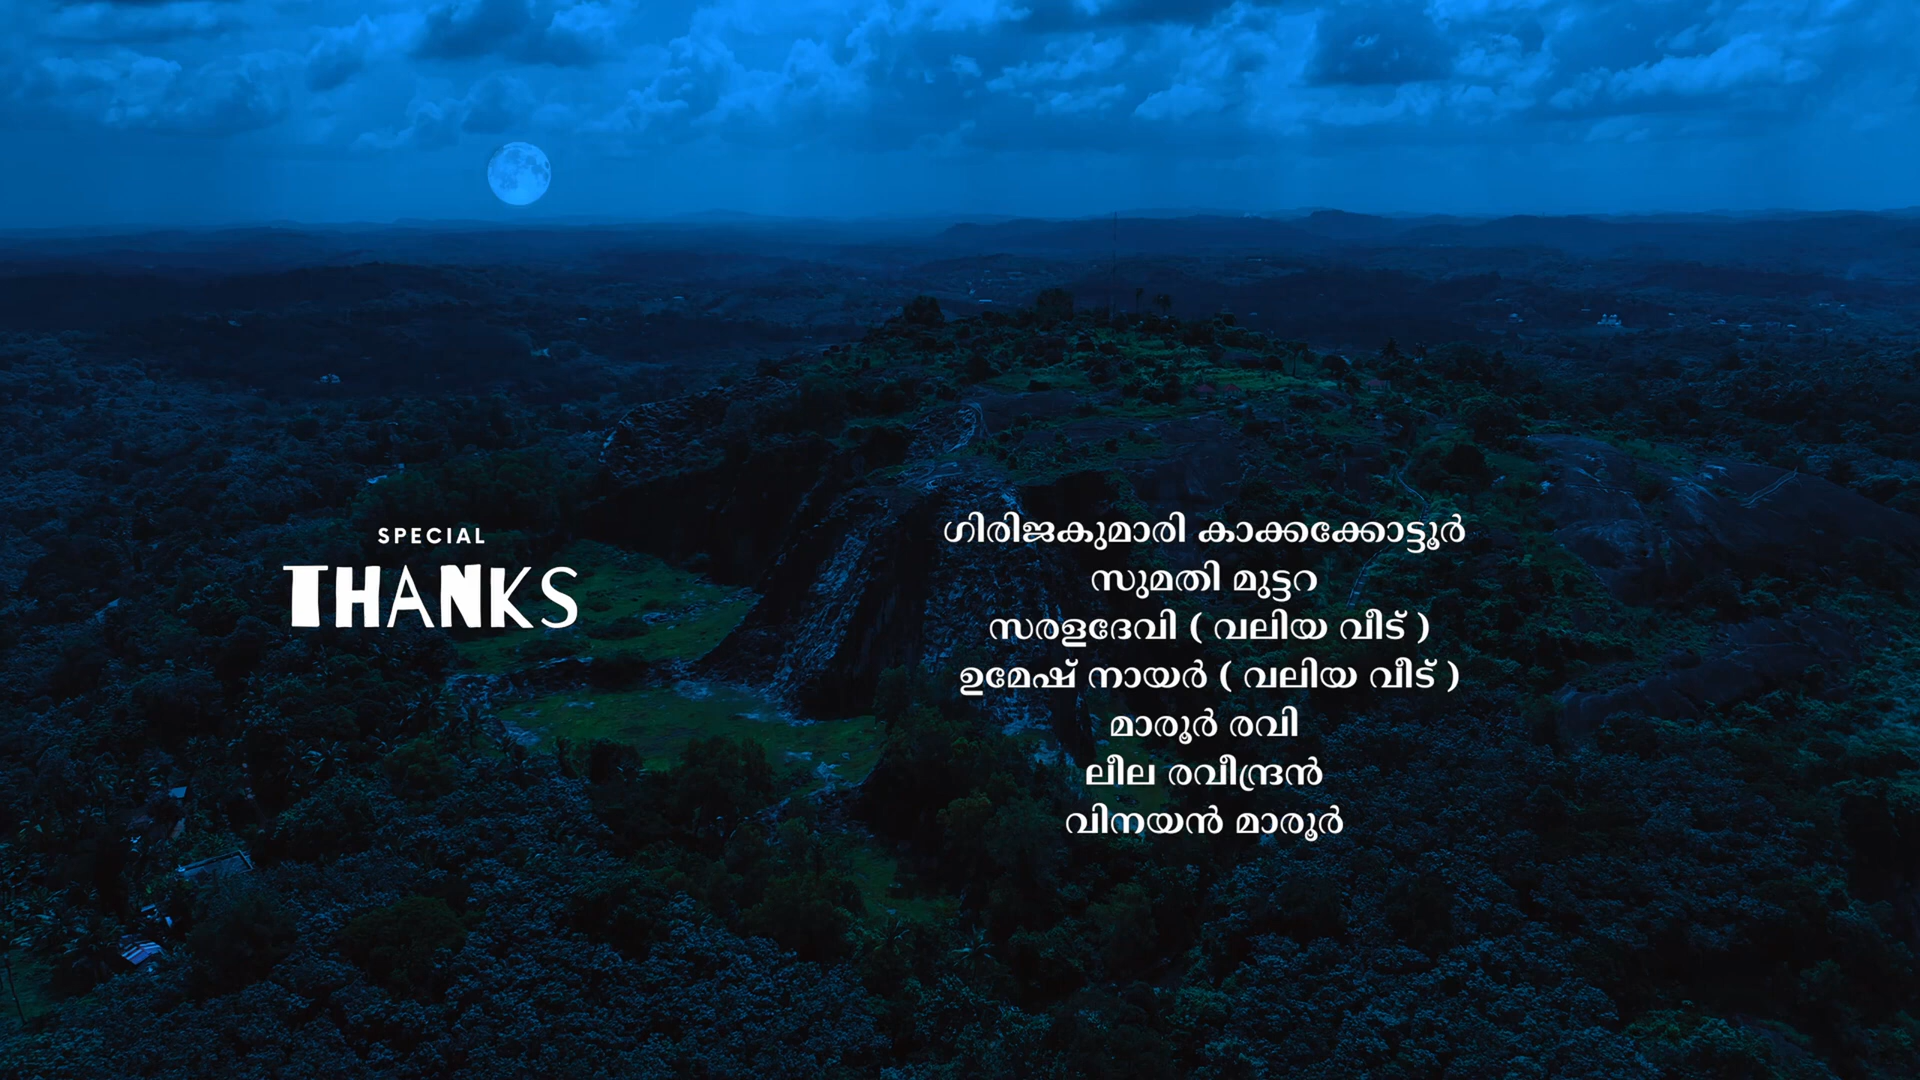 SPECIAL
THANKS
ഗിരിജകുമാരി കാക്കക്കോട്ടൂർ
സുമതി മുട്ടറ
സരളദേവി ( വലിയ വീട് )
ഉമേഷ് നായർ ( വലിയ വീട് )
മാരൂർ രവി
ലീല രവീന്ദ്രൻ
വിനയൻ മാരൂർ